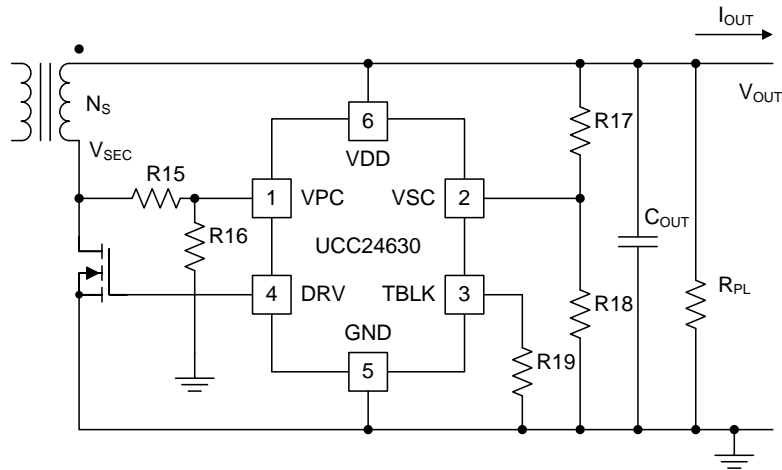 I_OUT
N_S
V_OUT
6
R17
V_SEC
VDD
R15
1
VPC
VSC
2
R16
C_OUT
UCC24630
4
DRV
TBLK
3
R18
R_PL
GND
5
R19